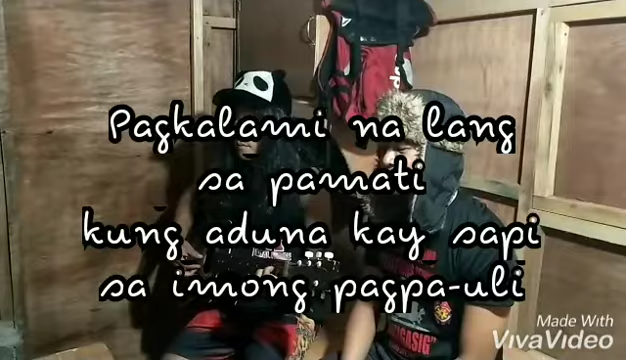 Pagkalami na lang
sa pamati
kung aduna kay sapi
sa imong pagpa-uli
Made With
VivaVideo